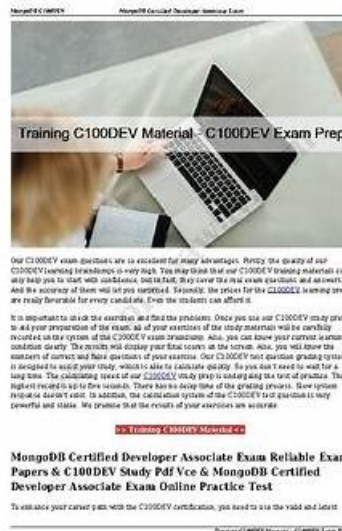 MongoDB C100DEV MongoDB Certified Developer Associate Exam
Training C100DEV Material - C100DEV Exam Prep
Our C100DEV exam questions are so excellent for many advantages. Firstly, the quality of our
C100DEV learning braindumps is very high. You may think that our C100DEV training materials can
only help you to start with confidence, but in fact, they cover the real exam questions and answers.
And the accuracy of them will let you surprised. Secondly, the prices for the C100DEV learning prep
are really favorable for every candidate. Even the students can afford it.
It is important to check the exercises and find the problems. Once you use our C100DEV study prep
to aid your preparation of the exam, all of your exercises of the study materials will be carefully
recorded on the system of the C100DEV exam braindump. Also, you can know your current learning
condition clearly. The results will display your final scores on the screen. Also, you will know the
numbers of correct and false questions of your exercise. Our C100DEV test question grading system
is designed to assist your study, which is able to calculate quickly. So you don't need to wait for a
long time. The calculating speed of our C100DEV study prep is undergoing the test of practice. The
highest record is up to five seconds. There has no delay time of the grading process. Slow system
response doesn't exist. In addition, the calculation system of the C100DEV test question is very
powerful and stable. We promise that the results of your exercises are accurate.
>> Training C100DEV Material <<
MongoDB Certified Developer Associate Exam Reliable Exam
Papers & C100DEV Study Pdf Vce & MongoDB Certified
Developer Associate Exam Online Practice Test
To enhance your career path with the C100DEV certification, you need to use the valid and latest
Training C100DEV Material - C100DEV Exam